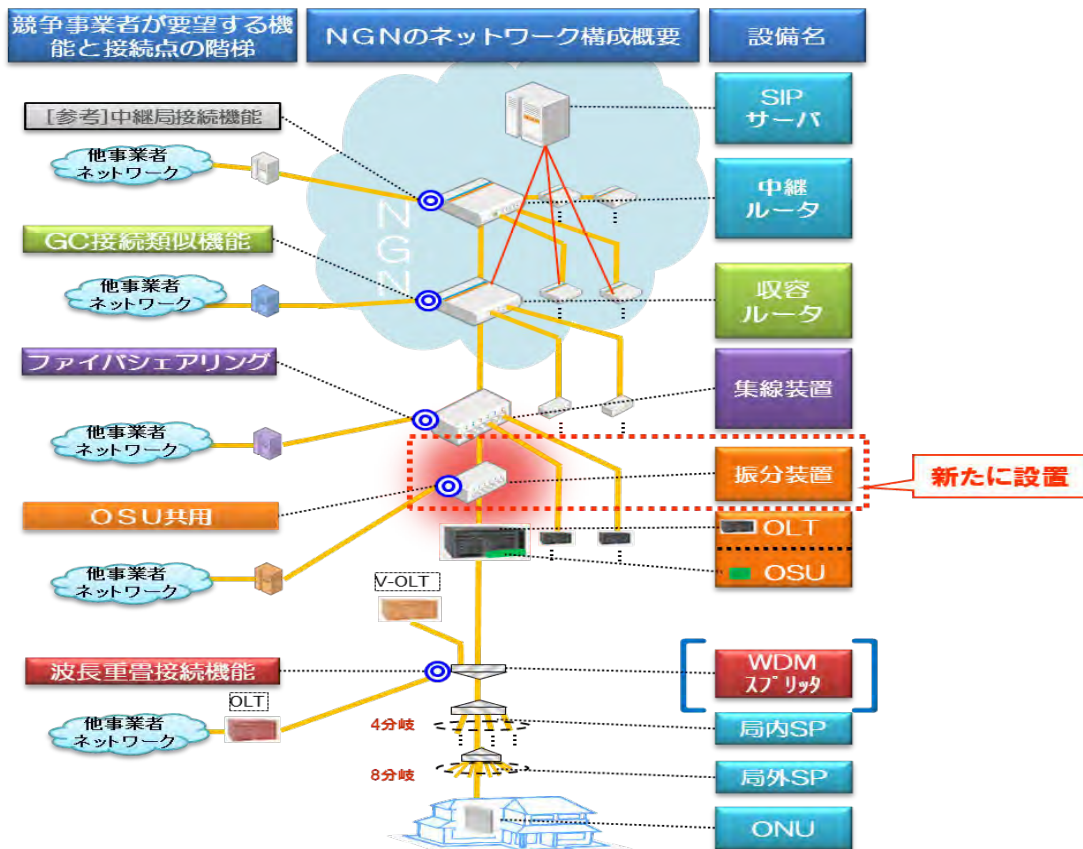 競争事業者が要望する機
能と接続点の階梯
NGNのネットワーク構成概要
設備名
SIP
サーバ
[参考]中継局接続機能
他事業者
ネットワーク
中継
ルータ
NGN
GC接続類似機能
他事業者
ネットワーク
収容
ルータ
ファイバシェアリング
集線装置
他事業者
ネットワーク
振分装置
新たに設置
OSU共用
OLT
OSU
他事業者
ネットワーク
V-OLT
波長重畳接続機能
WDM
スプリッタ
OLT
他事業者
ネットワーク
4分岐
局内SP
8分岐
局外SP
ONU